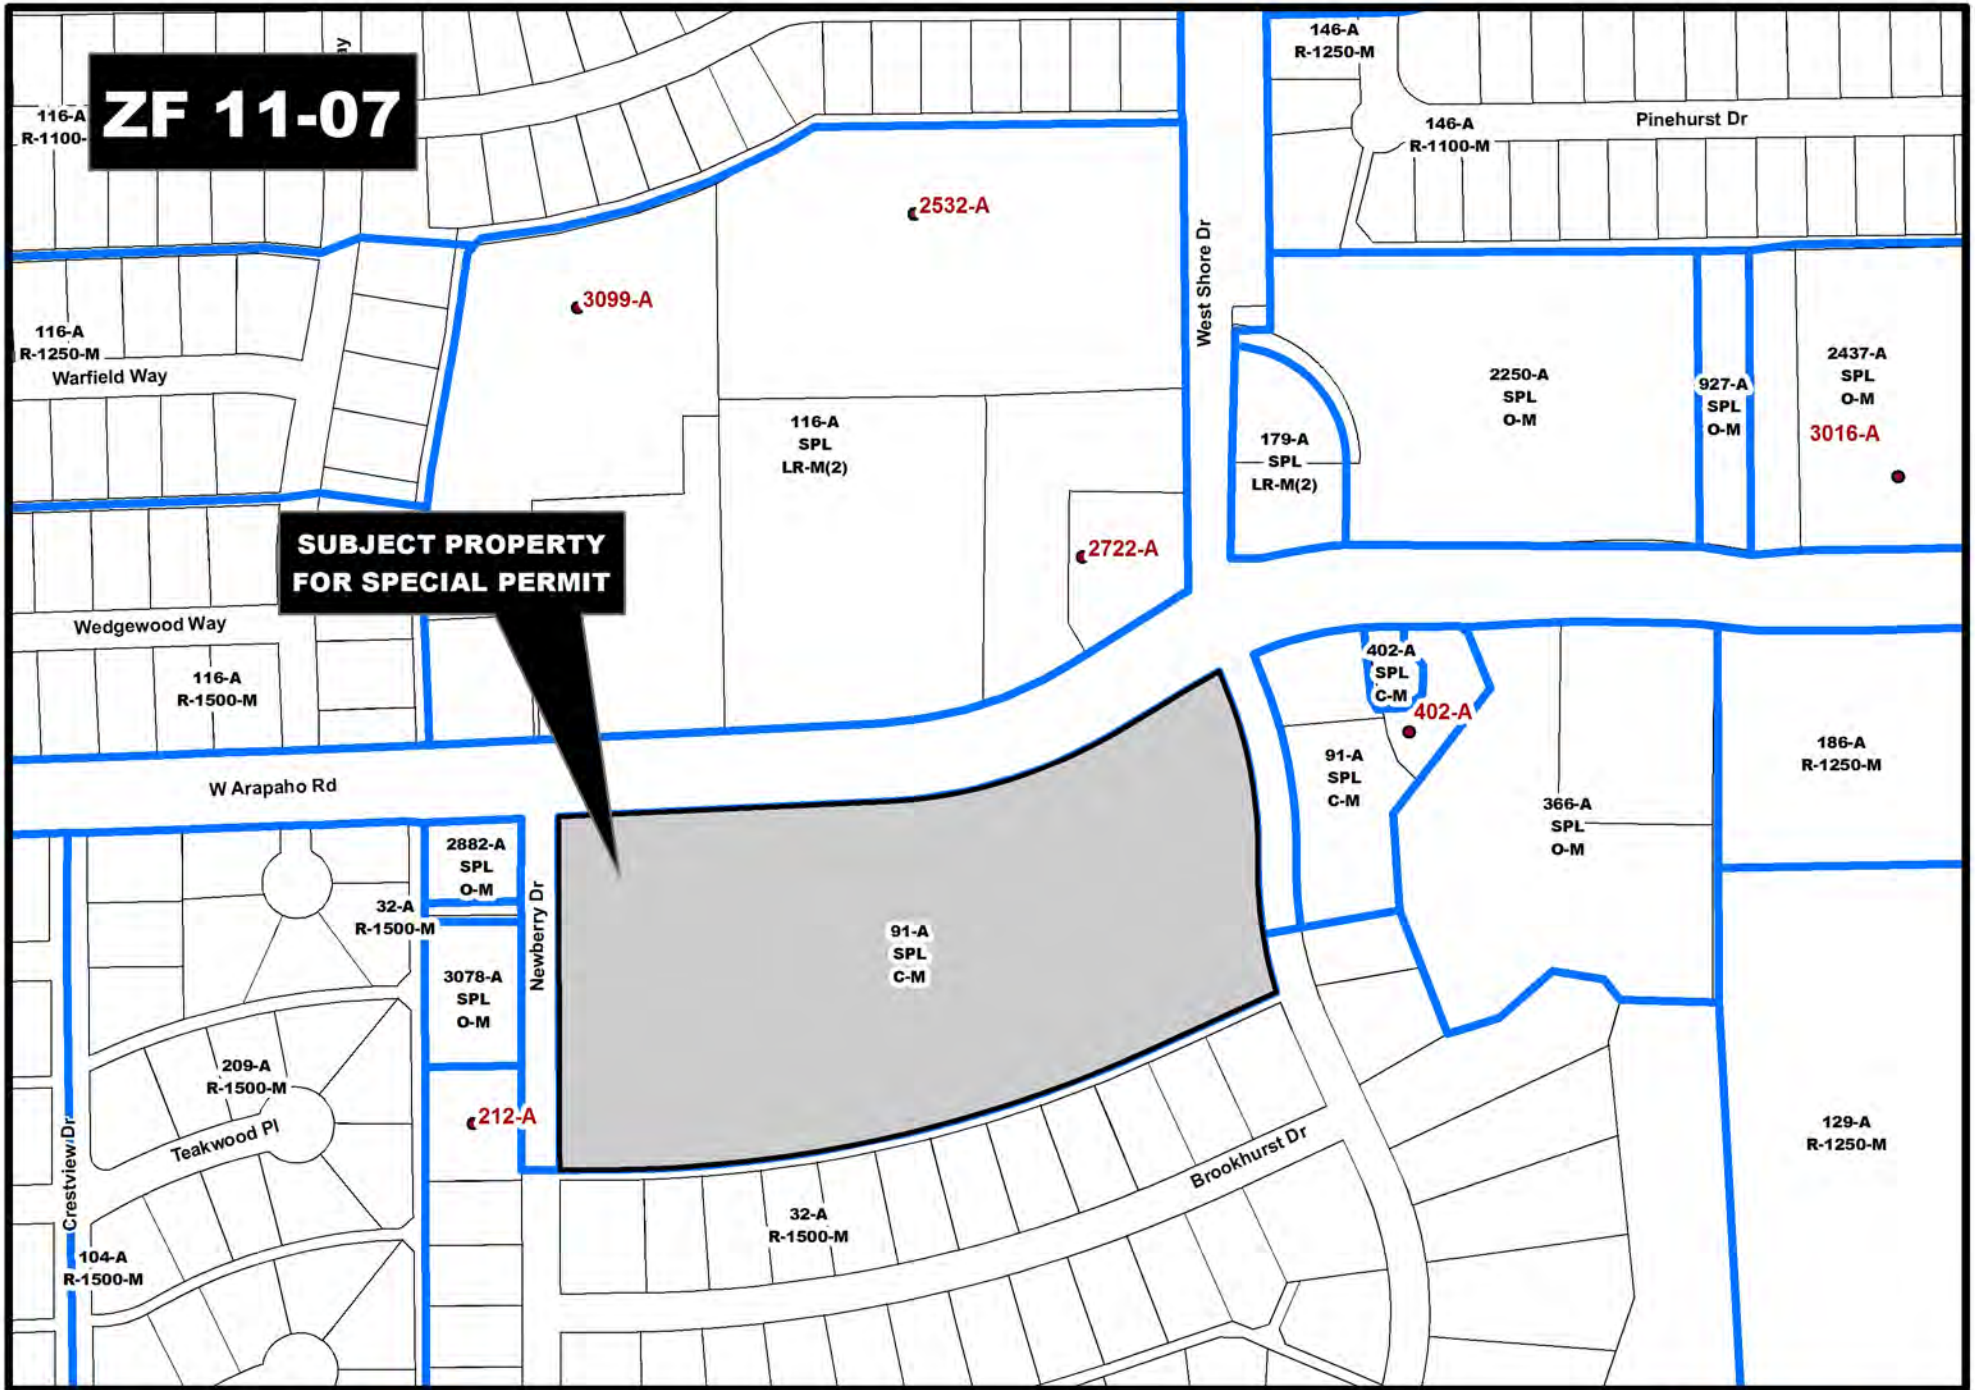 ZF 11-07
ay
116-A
R-1100-
146-A
R-1250-M
Pinehurst Dr
146-A
R-1100-M
2532-A
3099-A
West Shore Dr
116-A
R-1250-M
Warfield Way
116-A
SPL
LR-M(2)
179-A
SPL
LR-M(2)
2250-A
SPL
O-M
927-A
SPL
O-M
2437-A
SPL
O-M
3016-A
2722-A
SUBJECT PROPERTY
FOR SPECIAL PERMIT
Wedgewood Way
116-A
R-1500-M
402-A
SPL
C-M
402-A
91-A
SPL
C-M
366-A
SPL
O-M
186-A
R-1250-M
W Arapaho Rd
2882-A
SPL
O-M
32-A
R-1500-M
Newberry Dr
91-A
SPL
C-M
3078-A
SPL
O-M
209-A
R-1500-M
212-A
Teakwood Pl
Crestview Dr
Brookhurst Dr
129-A
R-1250-M
32-A
R-1500-M
104-A
R-1500-M